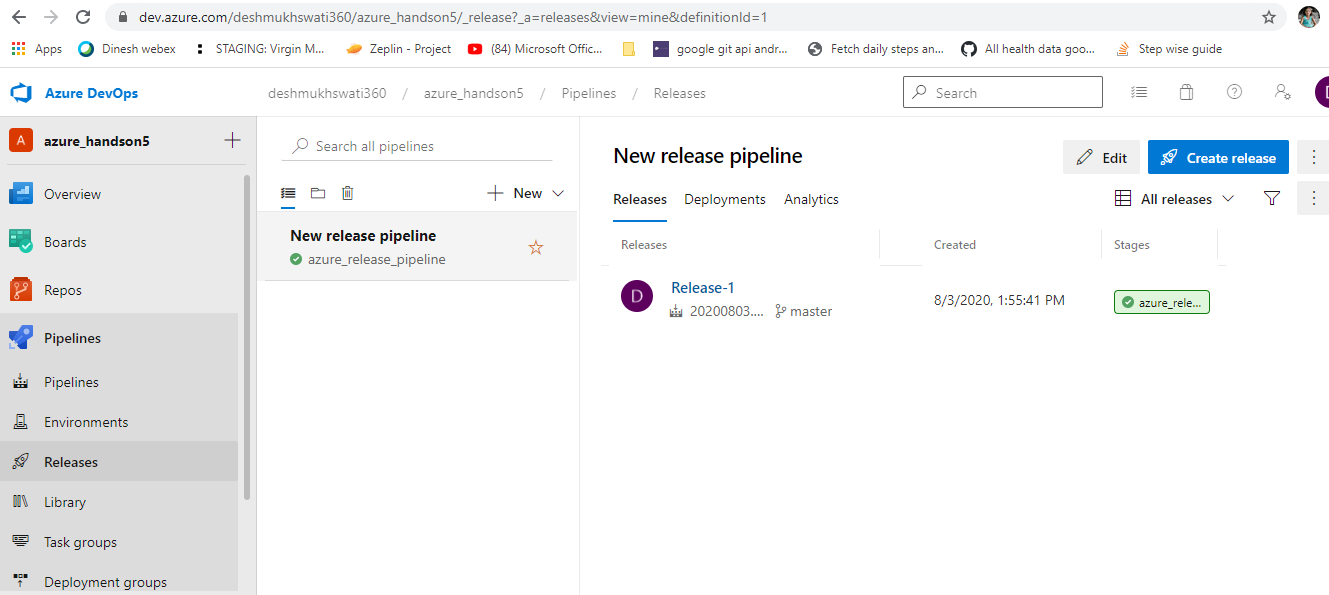 dev.azure.com/deshmukhswati360/azure_handson5/_release?_a=releases&view=mine&definitionId=1
Apps Dinesh webex STAGING: Virgin M... Zeplin - Project (84) Microsoft Offic... google git api andr... Fetch daily steps an... All health data goo... Step wise guide
Azure DevOps deshmukhswati360 / azure_handson5 / Pipelines / Releases Search
A azure_handson5
Overview
Boards
Repos
Pipelines
Pipelines
Environments
Releases
Library
Task groups
Deployment groups
Search all pipelines
New
New release pipeline
azure_release_pipeline
New release pipeline Edit Create release
Releases Deployments Analytics All releases
Releases Created Stages
D Release-1 8/3/2020, 1:55:41 PM azure_rele...
20200803.... master